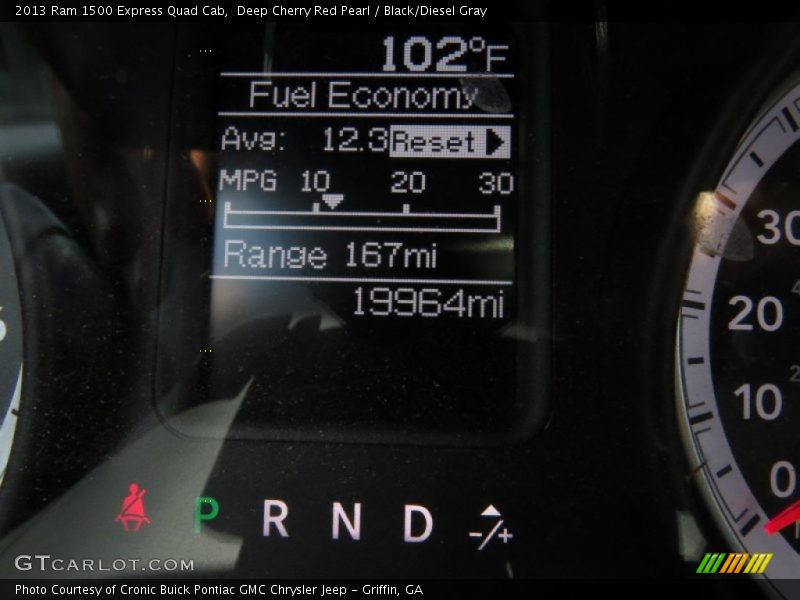 2013 Ram 1500 Express Quad Cab,  Deep Cherry Red Pearl / Black/Diesel Gray
102°F
Fuel Economy
Avg: 12.3 Reset
MPG 10 20 30
Range 167mi
19964mi
30
20
10
0
P R N D -/+
GTCARLOT.COM
Photo Courtesy of Cronic Buick Pontiac GMC Chrysler Jeep - Griffin, GA